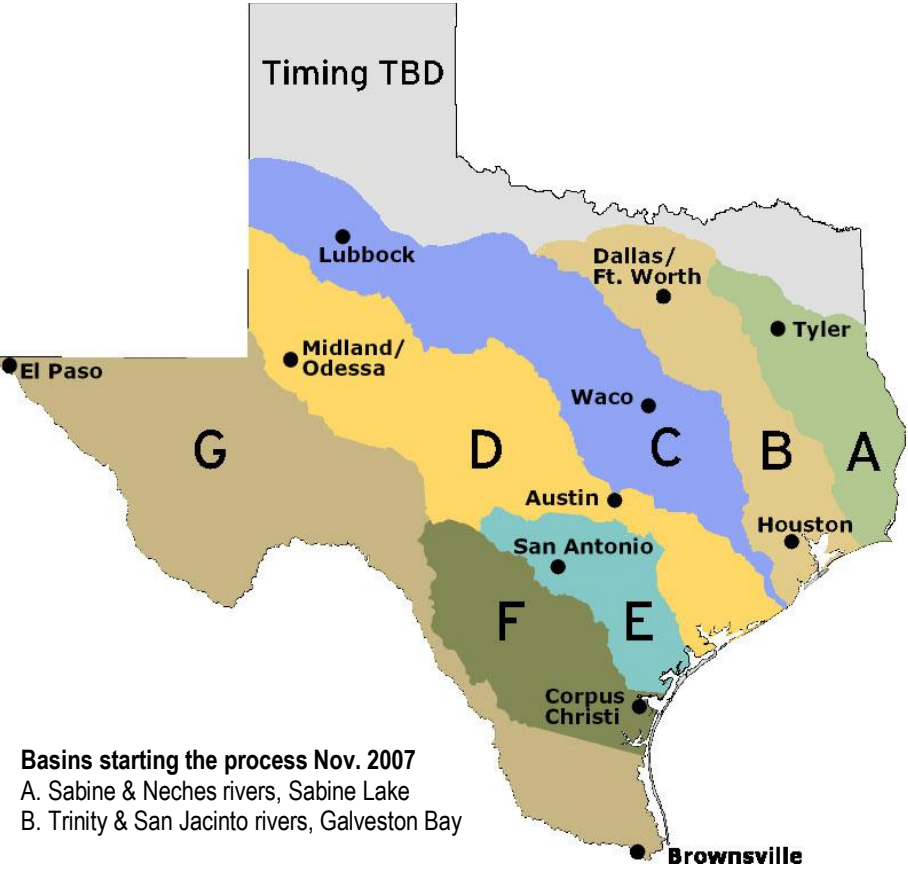 Timing TBD
Lubbock
Dallas/
Ft. Worth
Tyler
Midland/
Odessa
El Paso
Waco
G
D
C
B
A
Austin
Houston
San Antonio
F
E
Corpus
Christi
Basins starting the process Nov. 2007
A. Sabine & Neches rivers, Sabine Lake
B. Trinity & San Jacinto rivers, Galveston Bay
Brownsville